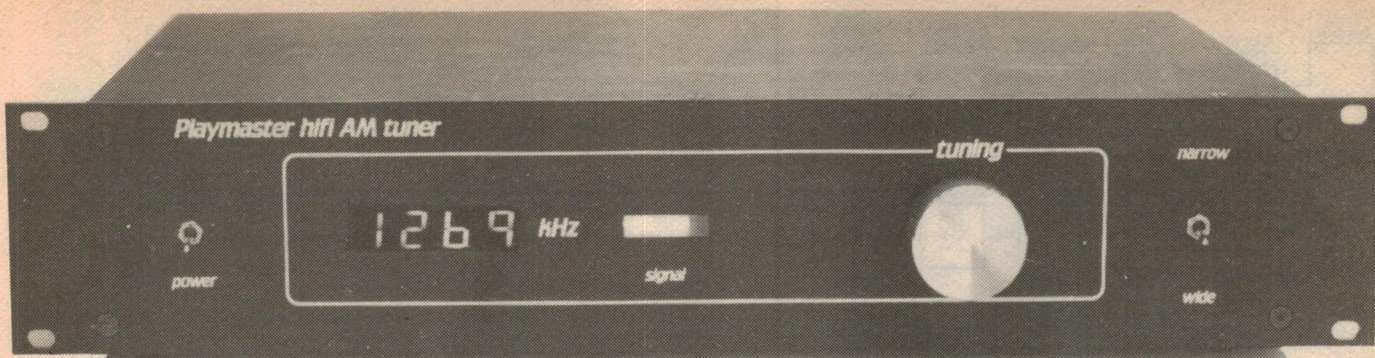 Playmaster hifi AM tuner
tuning
narrow
1269 kHz
power
signal
wide